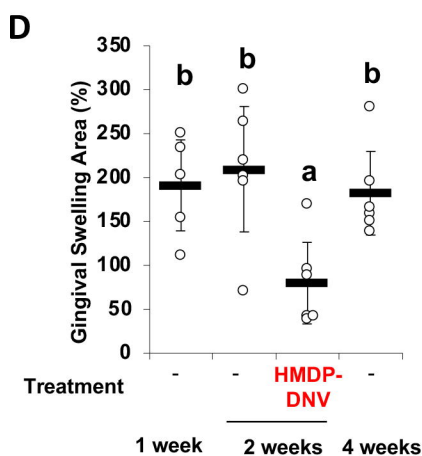 D
Gingival Swelling Area (%)
350
300
250
200
150
100
50
0
b
b
a
b
Treatment
- - HMDP-DNV -
1 week 2 weeks 4 weeks